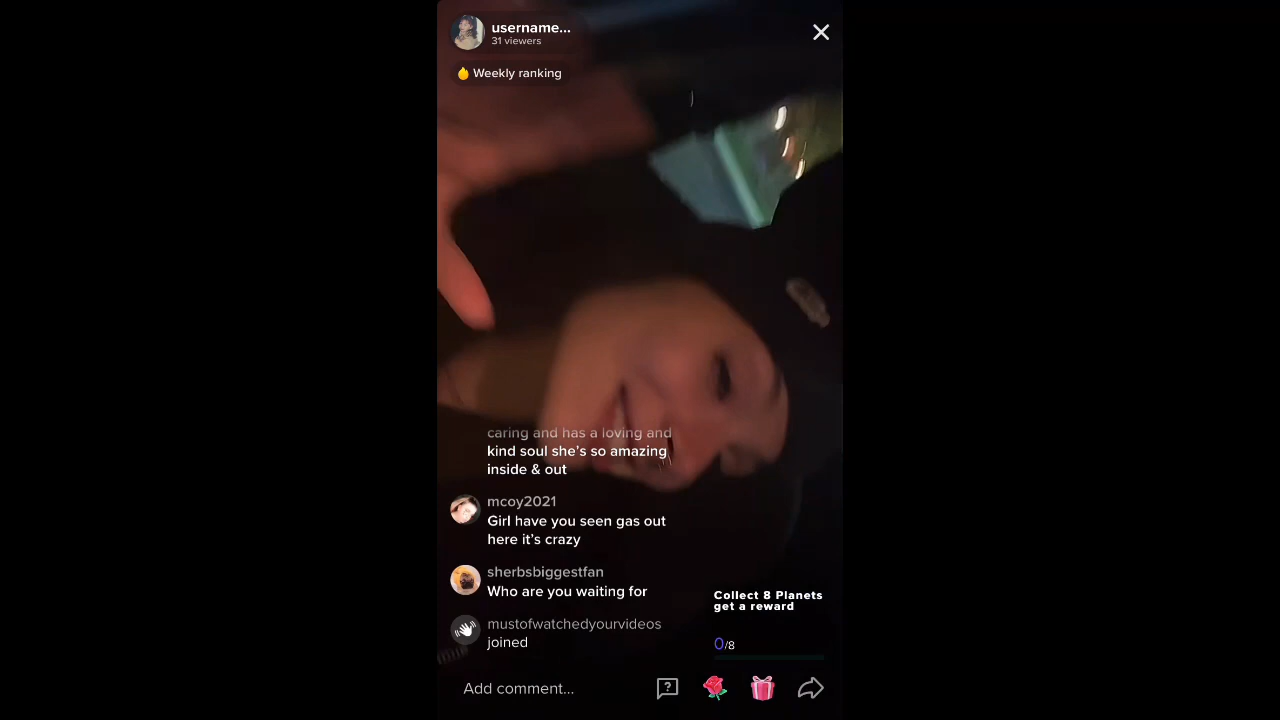 username...
31 viewers
Weekly ranking
caring and has a loving and
kind soul she's so amazing
inside & out
mcoy2021
Girl have you seen gas out
here it's crazy
sherbsbiggestfan
Who are you waiting for
mustofwatchedyourvideos
joined
Collect 8 Planets
get a reward
0/8
Add comment...